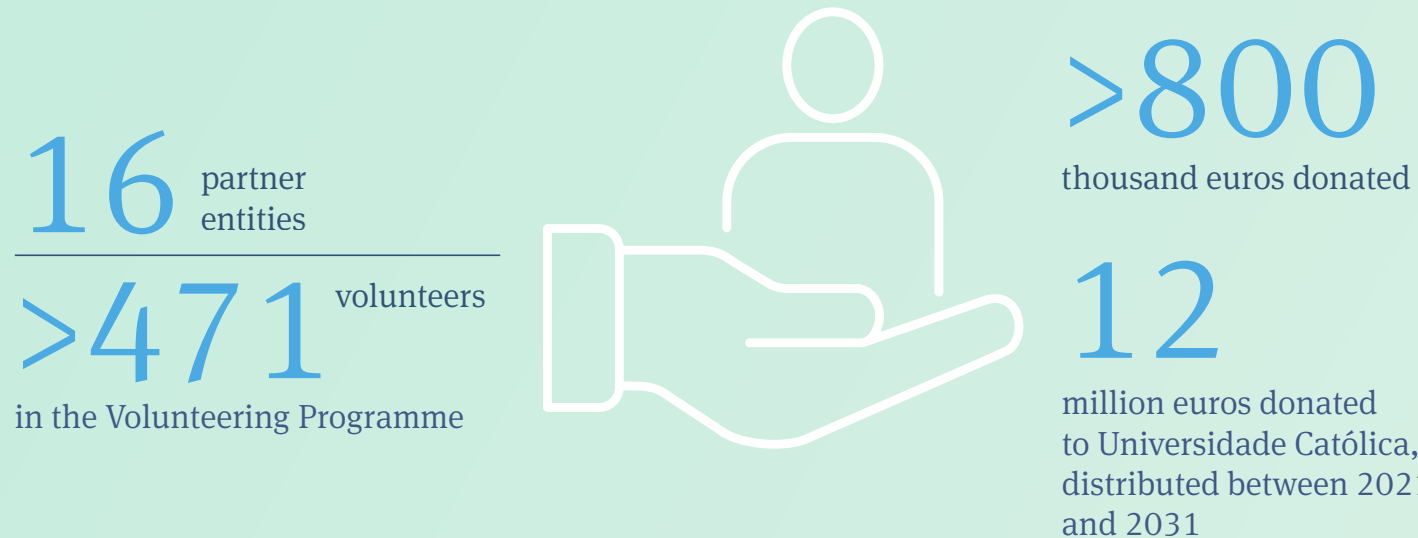 16 partner
entities
>471 volunteers
in the Volunteering Programme
>800
thousand euros donated
12
million euros donated
to Universidade Católica,
distributed between 2021
and 2031